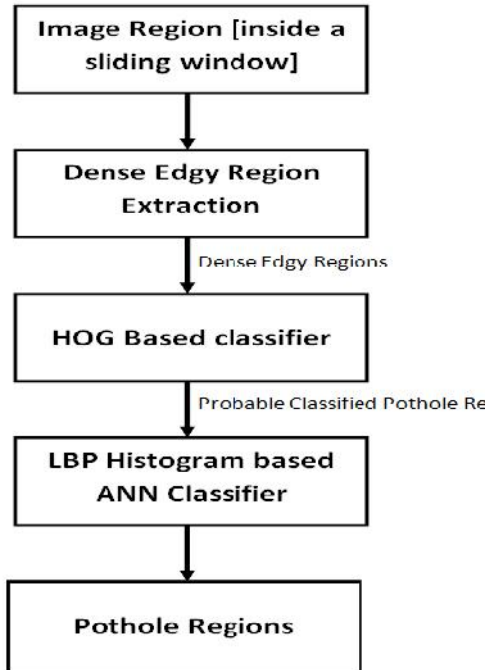 Image Region [inside a
sliding window]
Dense Edgy Region
Extraction
Dense Edgy Regions
HOG Based classifier
Probable Classified Pothole Re
LBP Histogram based
ANN Classifier
Pothole Regions